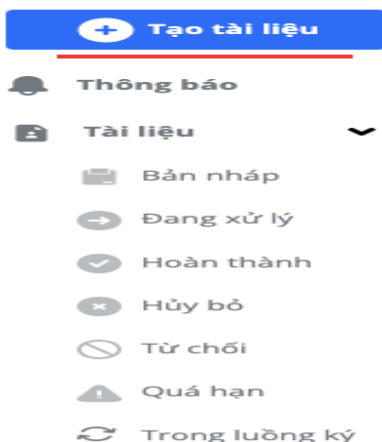 Tạo tài liệu
Thông báo
Tài liệu
Bản nháp
Đang xử lý
Hoàn thành
Hủy bỏ
Từ chối
Quá hạn
Trong luồng ký